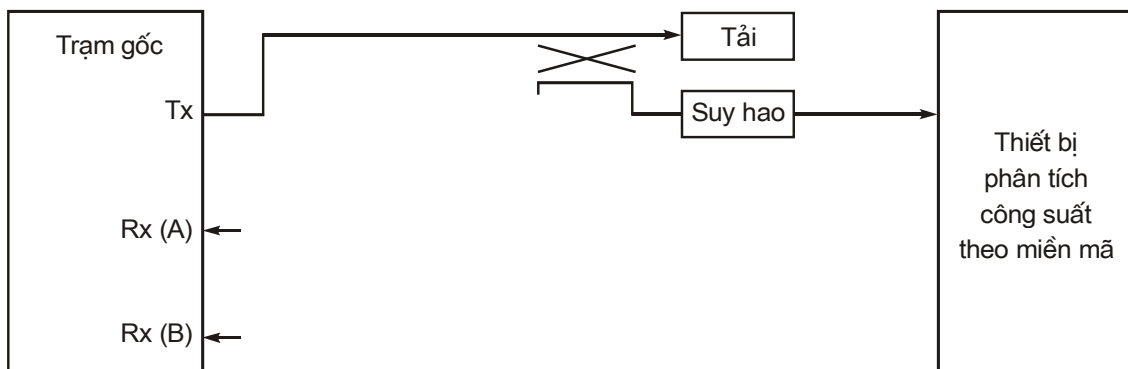 Trạm gốc
Tải
Tx
Suy hao
Thiết bị
phân tích
công suất
theo miền mã
Rx (A)
Rx (B)